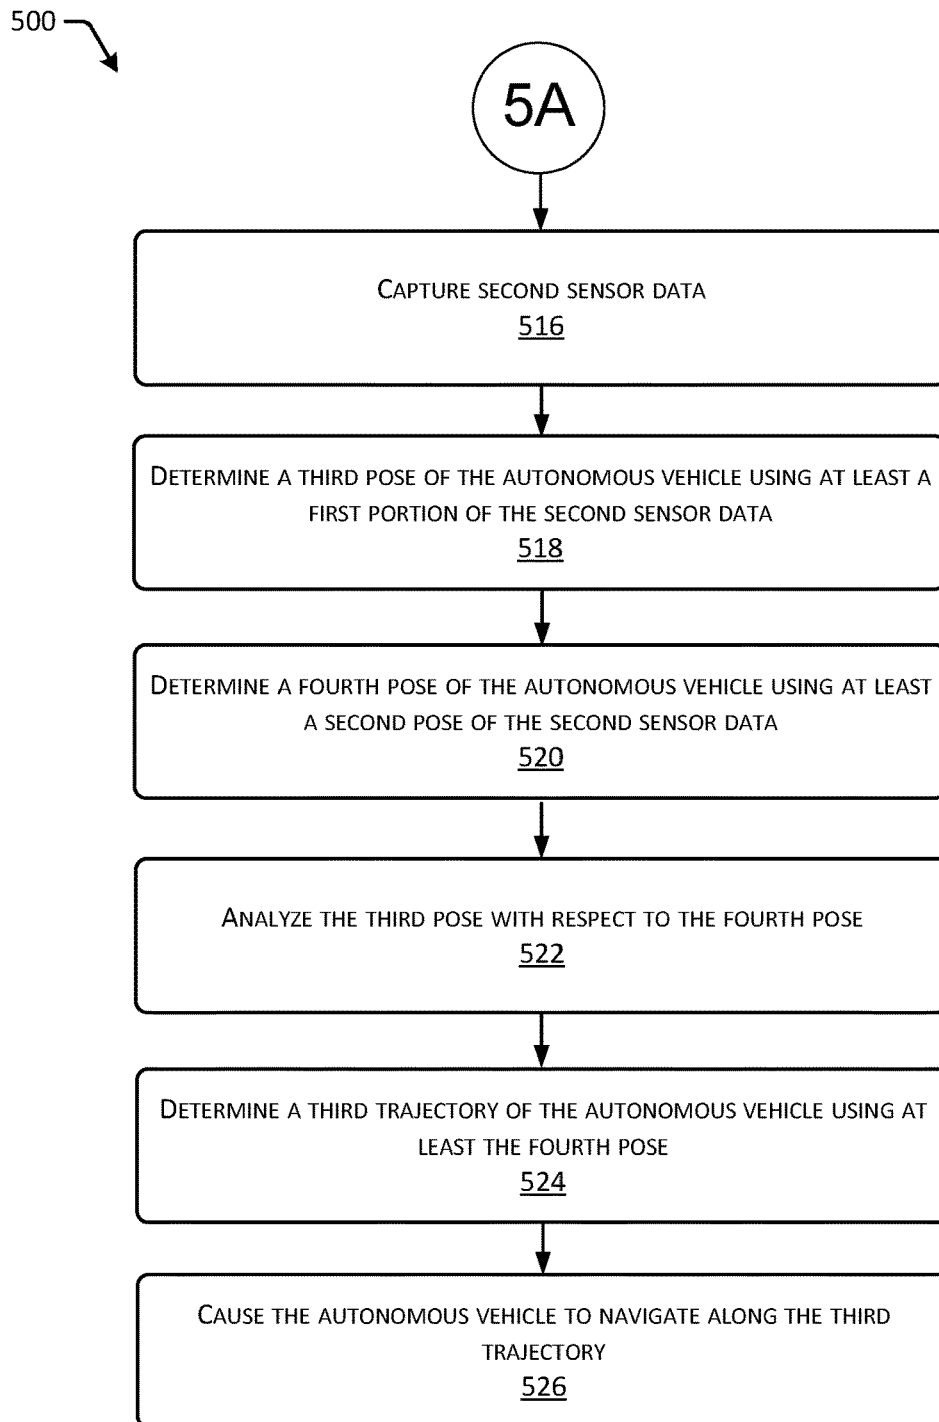 500
5A
CAPTURE SECOND SENSOR DATA
516
DETERMINE A THIRD POSE OF THE AUTONOMOUS VEHICLE USING AT LEAST A
FIRST PORTION OF THE SECOND SENSOR DATA
518
DETERMINE A FOURTH POSE OF THE AUTONOMOUS VEHICLE USING AT LEAST
A SECOND POSE OF THE SECOND SENSOR DATA
520
ANALYZE THE THIRD POSE WITH RESPECT TO THE FOURTH POSE
522
DETERMINE A THIRD TRAJECTORY OF THE AUTONOMOUS VEHICLE USING AT
LEAST THE FOURTH POSE
524
CAUSE THE AUTONOMOUS VEHICLE TO NAVIGATE ALONG THE THIRD
TRAJECTORY
526